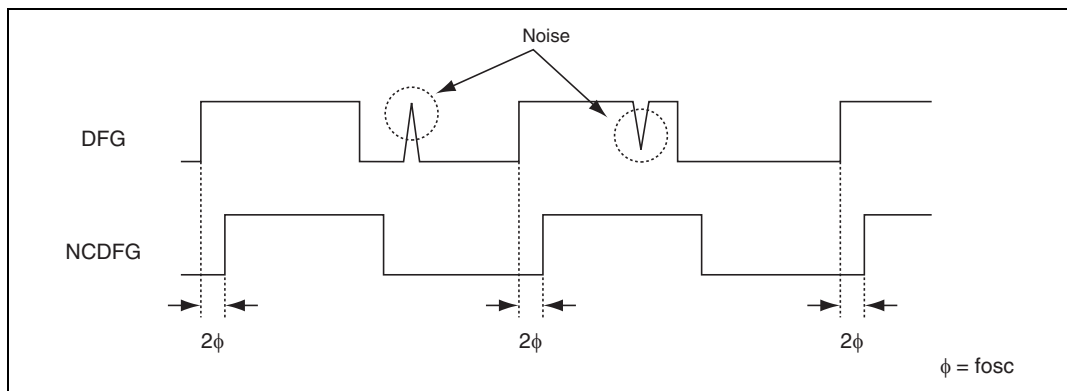 Noise
DFG
NCDFG
2ϕ 2ϕ 2ϕ
ϕ = fosc